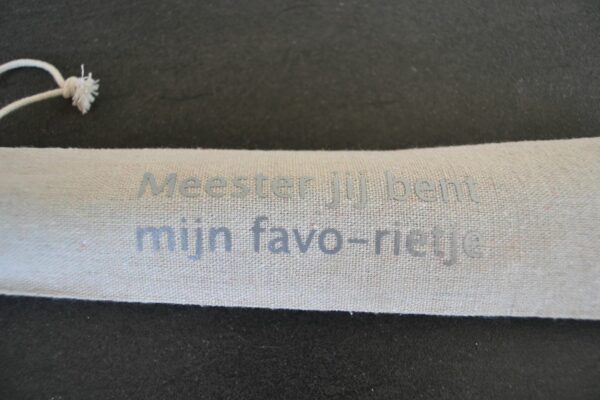 Meester jij bent
mijn favo-rietje